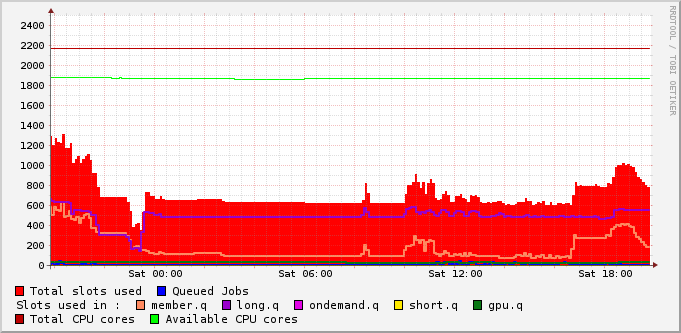 RRDTOOL / TOBI OETIKER
2400
2200
2000
1800
1600
1400
1200
1000
800
600
400
200
0
Sat 00:00 Sat 06:00 Sat 12:00 Sat 18:00
Total slots used Queued Jobs
Slots used in : member.q long.q ondemand.q short.q gpu.q
Total CPU cores Available CPU cores